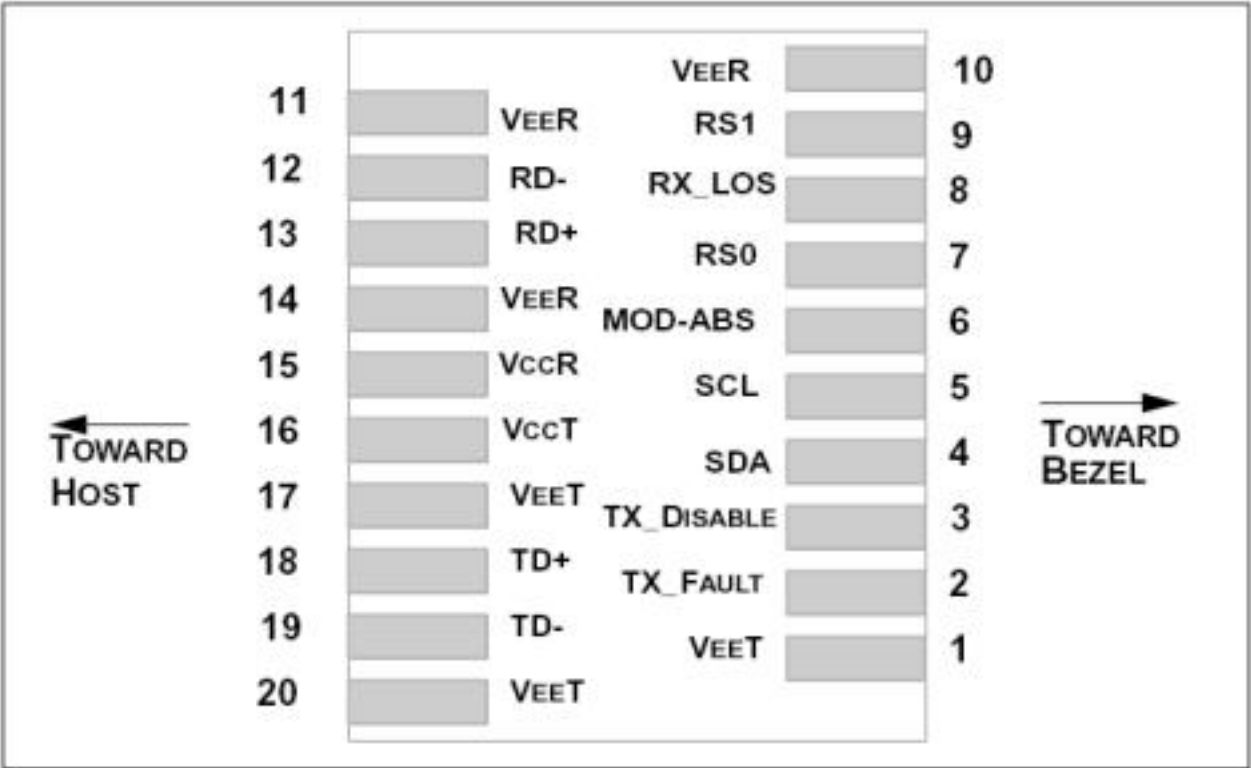 VEER 10
11 VEER
RS1 9
12 RD-
RX_LOS 8
13 RD+
RS0 7
14 VEER
MOD-ABS 6
15 VCCR
SCL 5
16 VCCT
SDA 4
17 VEET
TX_DISABLE 3
18 TD+
TX_FAULT 2
19 TD-
VEET 1
20 VEET
TOWARD
HOST
TOWARD
BEZEL